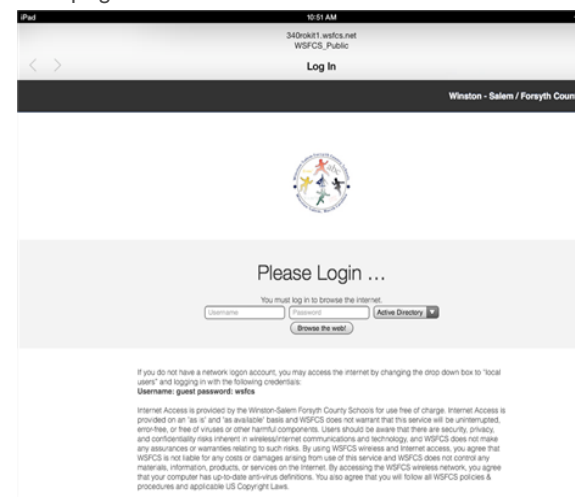 iPad 10:51 AM
340rokit1.wsfcs.net
WSFCS_Public
Log In
Winston - Salem / Forsyth Coun
Please Login ...
You must log in to browse the internet.
Username Password Active Directory
Browse the web!
If you do not have a network logon account, you may access the internet by changing the drop down box to "local
users" and logging in with the following credentials:
Username: guest password: wsfcs
Internet Access is provided by the Winston-Salem Forsyth County Schools for use free of charge. Internet Access is
provided on an "as is" and "as available" basis and WSFCS does not warrant that this service will be uninterrupted,
error-free, or free of viruses or other harmful components. Users should be aware that there are security, privacy,
and confidentiality risks inherent in wireless/internet communications and technology, and WSFCS does not make
any assurances or warranties relating to such risks. By using WSFCS wireless and Internet access, you agree that
WSFCS is not liable for any costs or damages arising from use of this service and WSFCS does not control any
materials, information, products, or services on the Internet. By accessing the WSFCS wireless network, you agree
that your computer has up-to-date anti-virus definitions. You also agree that you will follow all WSFCS policies &
procedures and applicable US Copyright Laws.